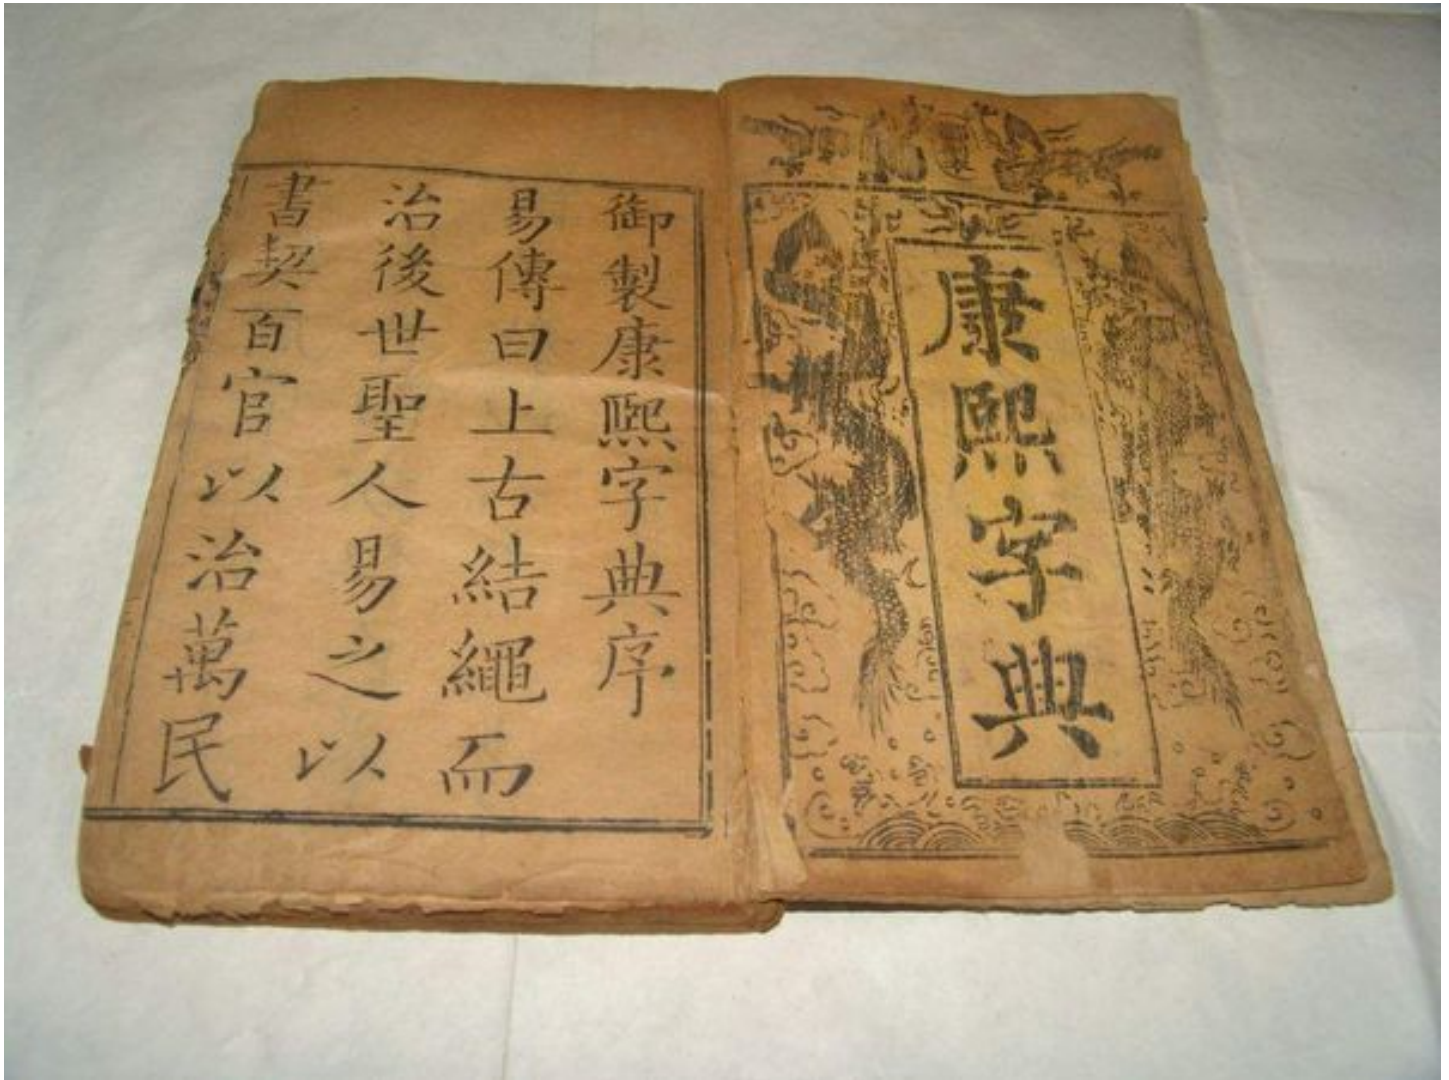 康熙字典
御製康熙字典序
易傳曰上古結繩而
治後世聖人易之以
書契百官以治萬民